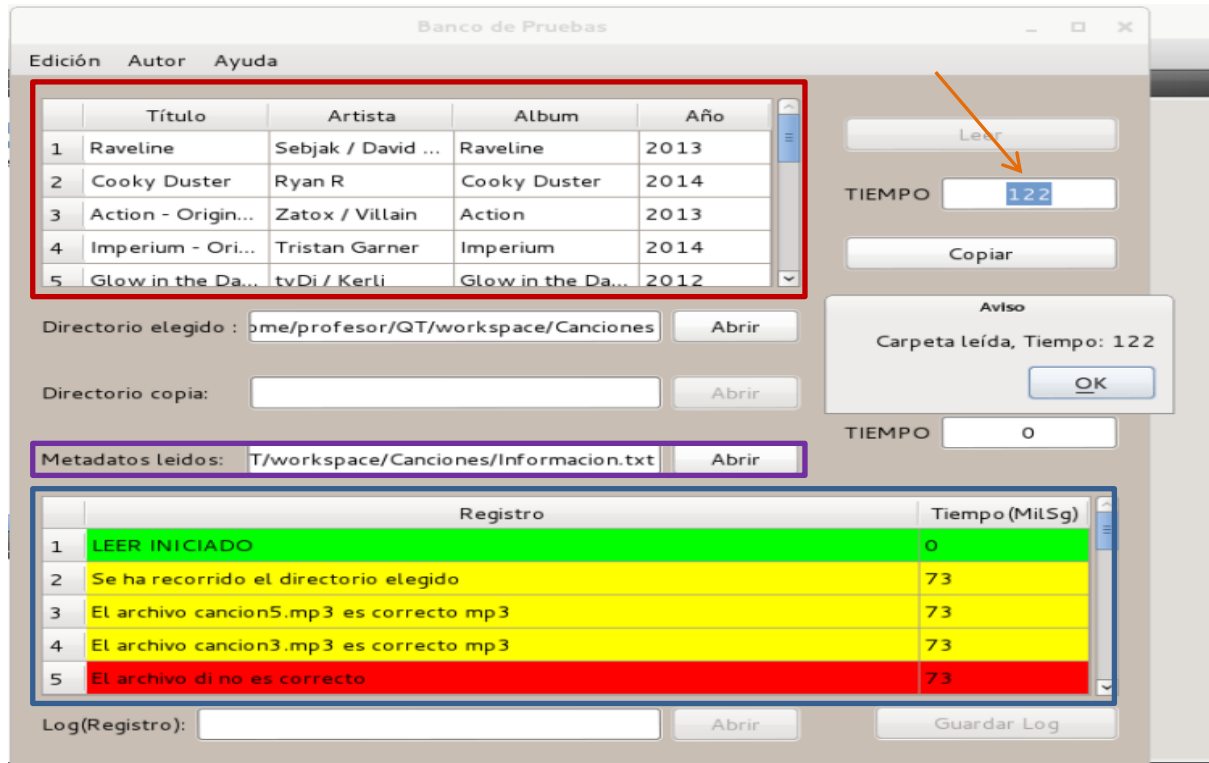 Banco de Pruebas
Edición Autor Ayuda
Título Artista Album Año
1 Raveline Sebjak / David ... Raveline 2013
2 Cooky Duster Ryan R Cooky Duster 2014
3 Action - Origin... Zatox / Villain Action 2013
4 Imperium - Ori... Tristan Garner Imperium 2014
5 Glow in the Da... tyDi / Kerli Glow in the Da... 2012
Leer
TIEMPO 122
Copiar
Directorio elegido : ome/profesor/QT/workspace/Canciones Abrir
Aviso
Carpeta leída, Tiempo: 122
OK
Directorio copia: Abrir
TIEMPO 0
Metadatos leidos: T/workspace/Canciones/Informacion.txt Abrir
Registro Tiempo(MilSg)
1 LEER INICIADO 0
2 Se ha recorrido el directorio elegido 73
3 El archivo cancion5.mp3 es correcto mp3 73
4 El archivo cancion3.mp3 es correcto mp3 73
5 El archivo di no es correcto 73
Log(Registro): Abrir Guardar Log